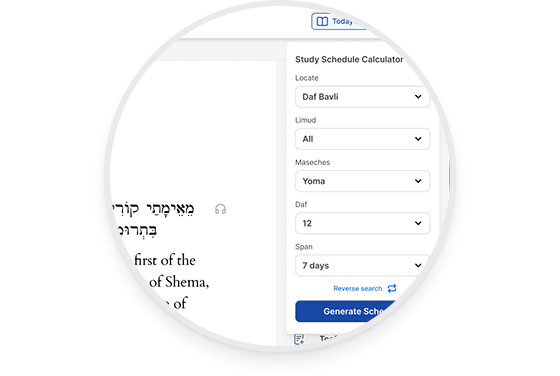 Today
Study Schedule Calculator
Locate
Daf Bavli
Limud
All
Maseches
Yoma
Daf
12
Span
7 days
Reverse search
Generate
מֵאֵימָתַי
first of the
of Shema,
of